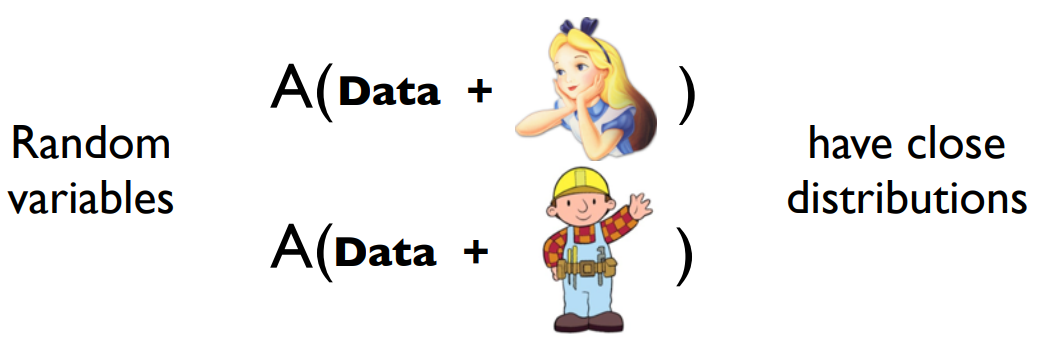 A(Data + )
Random
variables
have close
distributions
A(Data + )